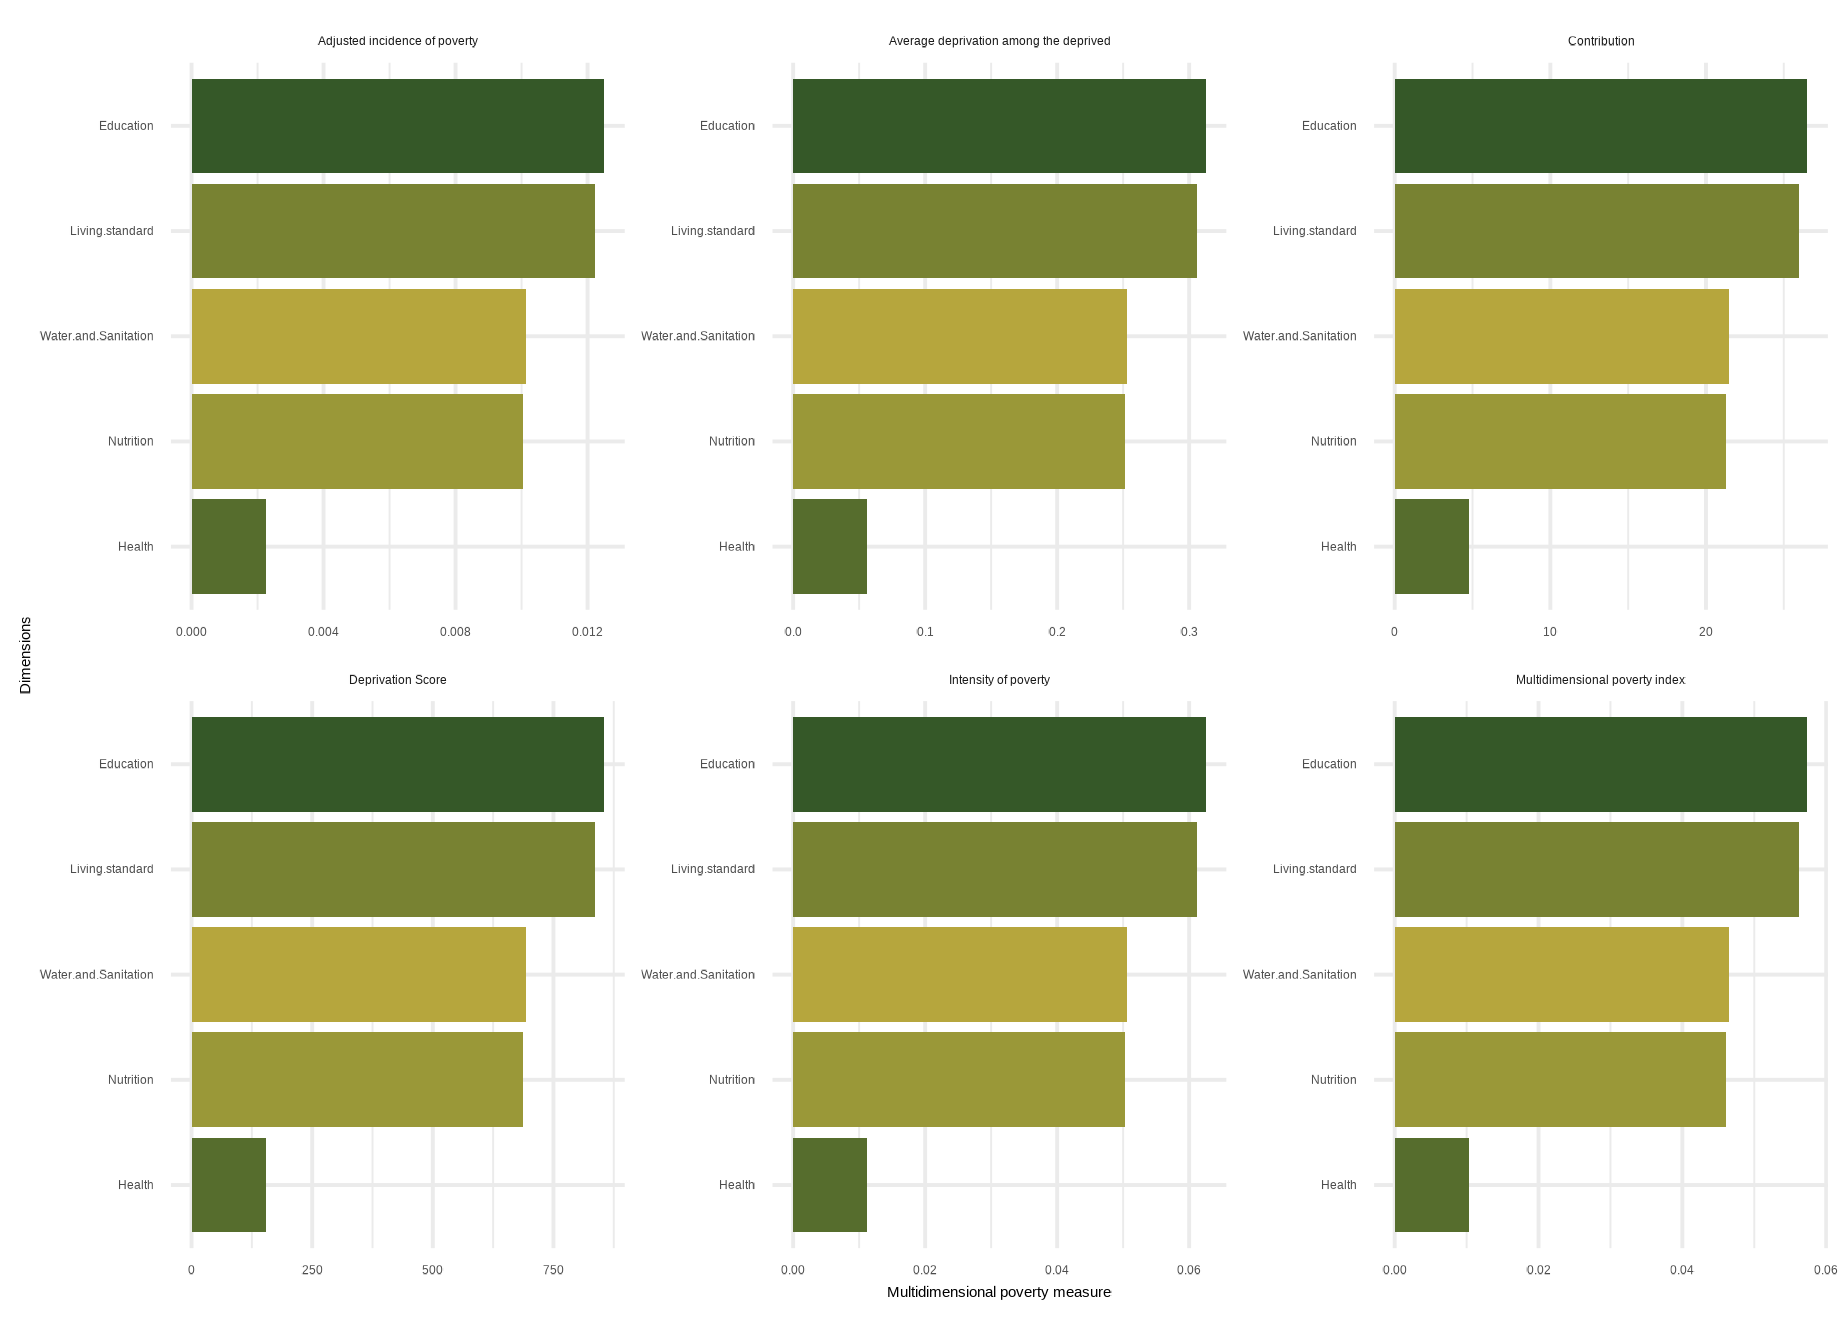 Adjusted incidence of poverty
Average deprivation among the deprived
Contribution
Education
Living.standard
Water.and.Sanitation
Nutrition
Health
0.000
0.004
0.008
0.012
Education
Living.standard
Water.and.Sanitation
Nutrition
Health
0.0
0.1
0.2
0.3
Education
Living.standard
Water.and.Sanitation
Nutrition
Health
0
10
20
Dimensions
Deprivation Score
Intensity of poverty
Multidimensional poverty index
Education
Living.standard
Water.and.Sanitation
Nutrition
Health
0
250
500
750
Education
Living.standard
Water.and.Sanitation
Nutrition
Health
0.00
0.02
0.04
0.06
Education
Living.standard
Water.and.Sanitation
Nutrition
Health
0.00
0.02
0.04
0.06
Multidimensional poverty measure